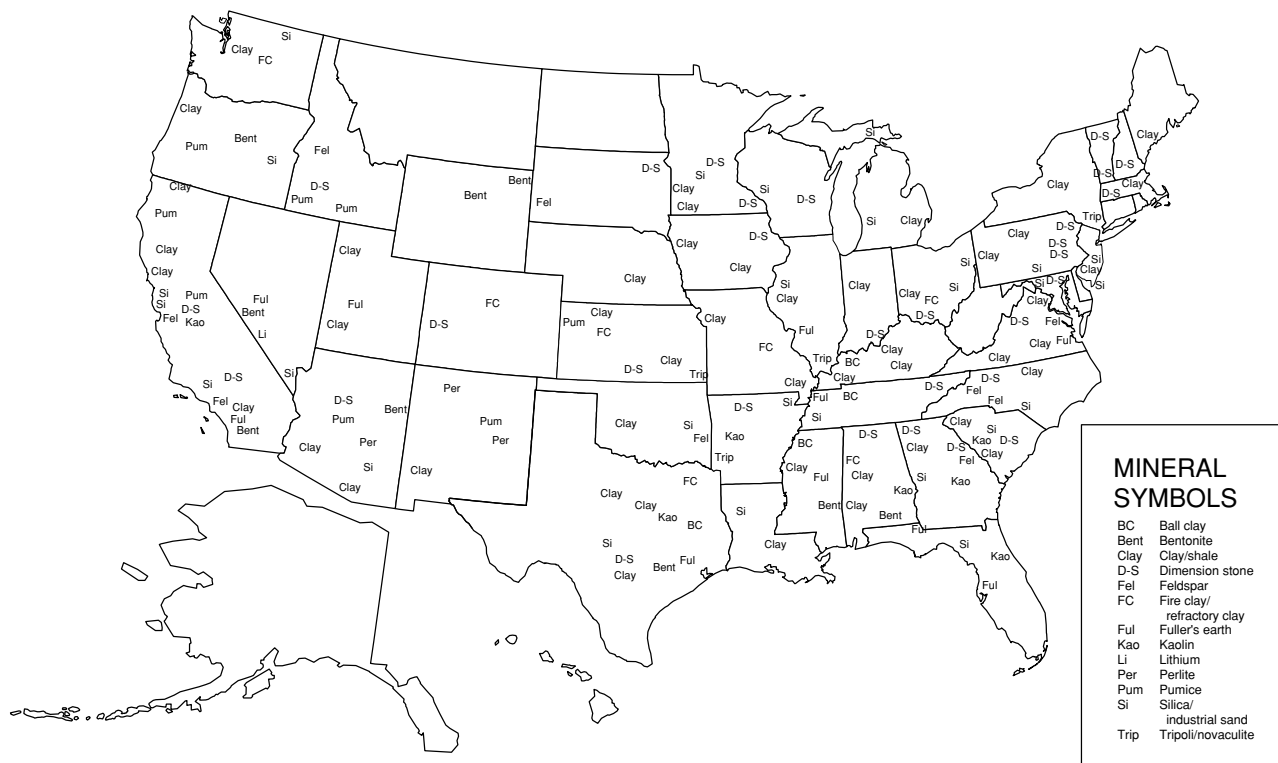 Si
Clay
FC
Clay
Bent
Pum
Si
Fel
D-S
Pum
Pum
Bent
Bent
D-S
Fel
D-S
Si
Clay
Clay
D-S
Si
D-S
Si
Si
Clay
D-S
D-S
Clay
D-S
Clay
D-S
Clay
Trip
Clay
Pum
Clay
Clay
Si
Si
Fel
Pum
D-S
Kao
Si
D-S
Fel
Clay
Ful
Bent
Ful
Bent
Li
Si
Clay
Ful
Clay
FC
D-S
Clay
Clay
D-S
Clay
Pum
Clay
FC
D-S
Clay
Trip
Clay
FC
Clay
Si
Clay
Ful
Trip
Clay
D-S
Si
Clay
FC
Si
D-S
D-S
Clay
D-S
D-S
Clay
Si
Si
Clay
Si
Si
D-S
Clay
D-S
Fel
Ful
Clay
Clay
Clay
BC
Clay
Clay
D-S
Ful
BC
Si
D-S
Clay
Fel
Fel
Si
D-S
Bent
Pum
Per
Clay
Si
Clay
Per
Pum
Per
Clay
Clay
Si
Fel
D-S
Si
Kao
Trip
FC
Clay
Clay
Kao
BC
Si
D-S
Ful
Bent
Clay
Si
Clay
BC
Clay
Ful
Bent
D-S
FC
Clay
Kao
Clay
Bent
D-S
Clay
D-S
Fel
Si
Kao
Clay
Si
Kao
D-S
Clay
Ful
Si
Kao
Ful
MINERAL
SYMBOLS
BC Ball clay
Bent Bentonite
Clay Clay/shale
D-S Dimension stone
Fel Feldspar
FC Fire clay/
refractory clay
Ful Fuller's earth
Kao Kaolin
Li Lithium
Per Perlite
Pum Pumice
Si Silica/
industrial sand
Trip Tripoli/novaculite